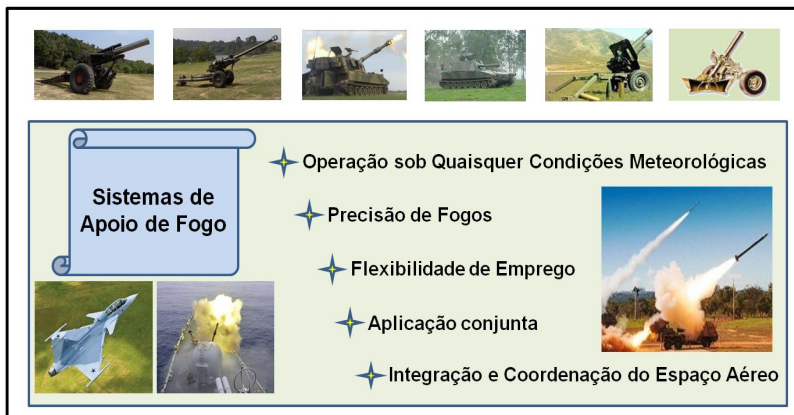 Sistemas de
Apoio de Fogo
Operação sob Quaisquer Condições Meteorológicas
Precisão de Fogos
Flexibilidade de Emprego
Aplicação conjunta
Integração e Coordenação do Espaço Aéreo